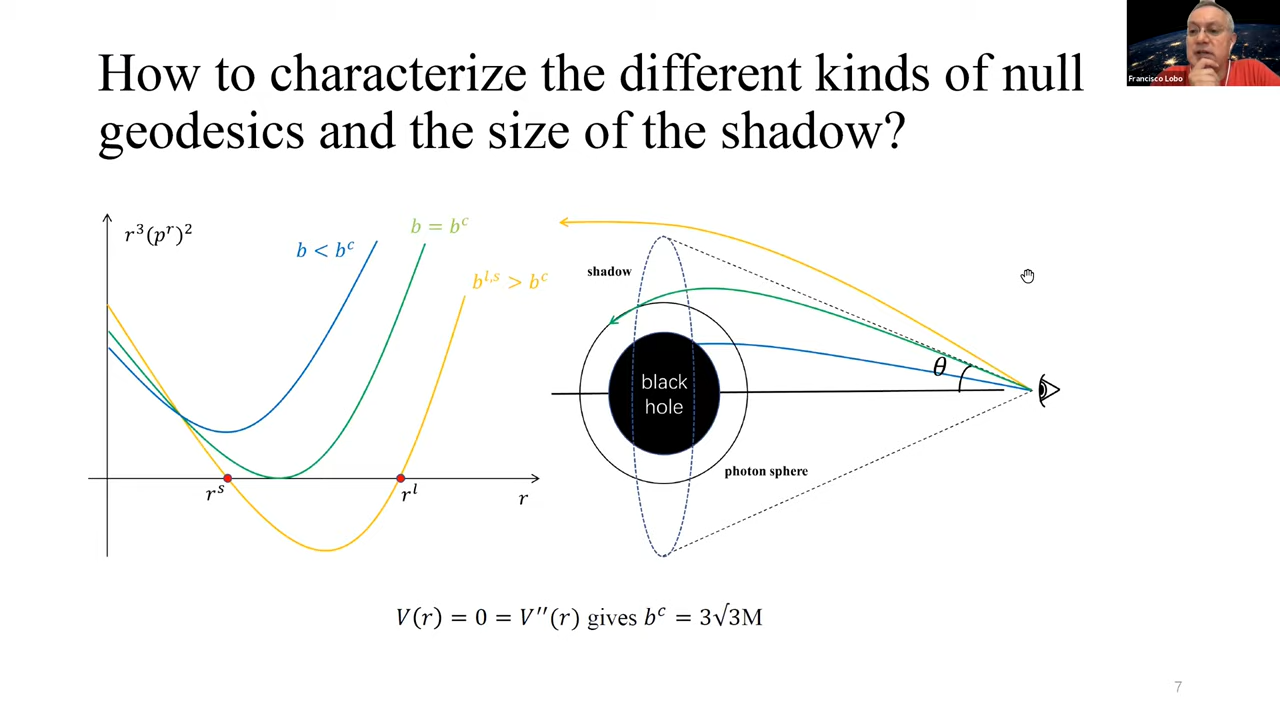 How to characterize the different kinds of null
geodesics and the size of the shadow?
Francisco Lobo
r³(pʳ)²
b < bᶜ
b = bᶜ
bˡ,ˢ > bᶜ
rˢ
rˡ
r
shadow
black
hole
θ
photon sphere
V(r) = 0 = V′′(r) gives bᶜ = 3√3M
7